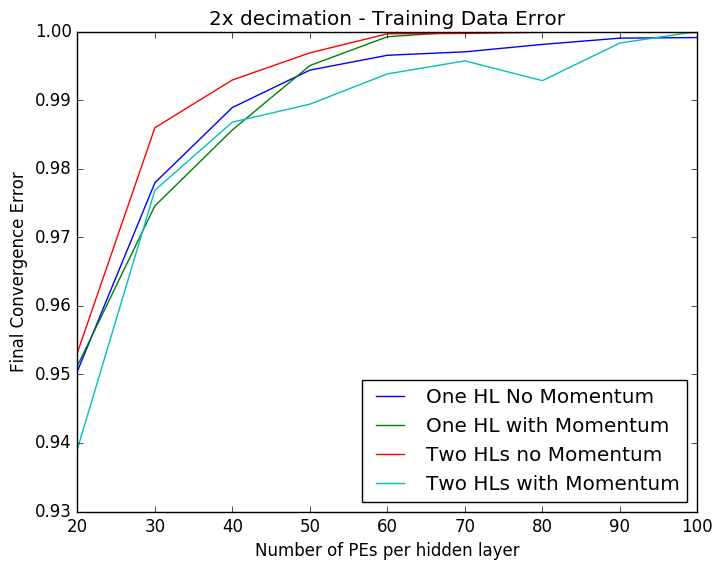 2x decimation - Training Data Error
1.00
0.99
0.98
0.97
0.96
0.95
0.94
0.93
Final Convergence Error
One HL No Momentum
One HL with Momentum
Two HLs no Momentum
Two HLs with Momentum
20 30 40 50 60 70 80 90 100
Number of PEs per hidden layer